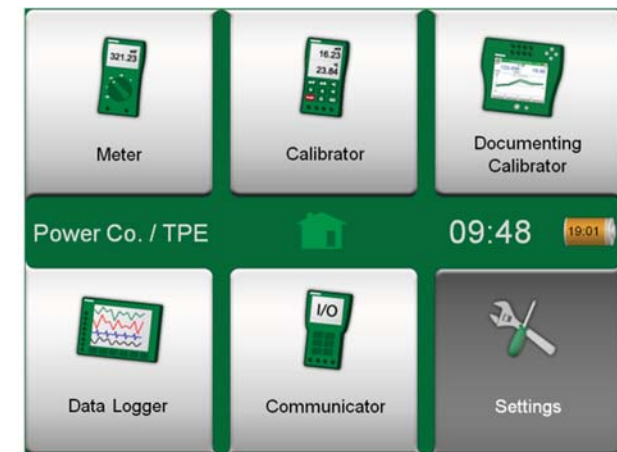 321.23
16.23
23.84
Meter
Calibrator
Documenting
Calibrator
Power Co. / TPE
09:48
19:01
I/O
Data Logger
Communicator
Settings